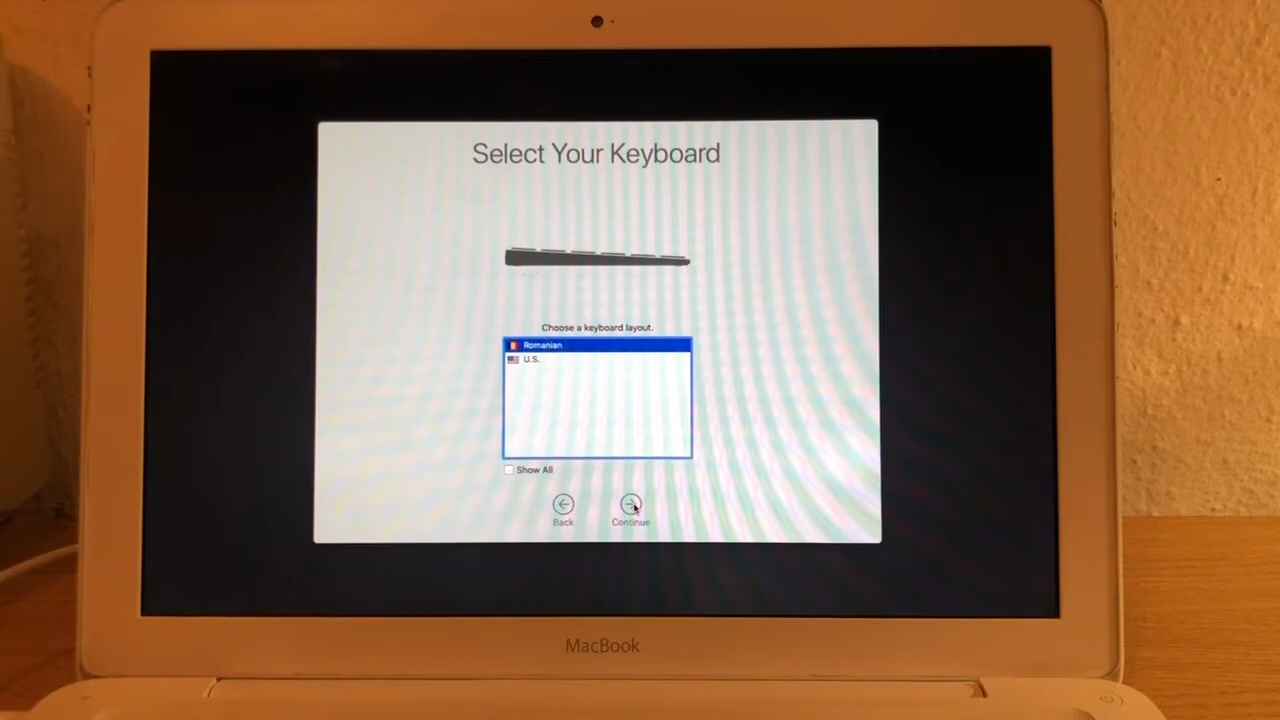 Select Your Keyboard
Choose a keyboard layout.
Romanian
U.S.
Show All
Back
Continue
MacBook